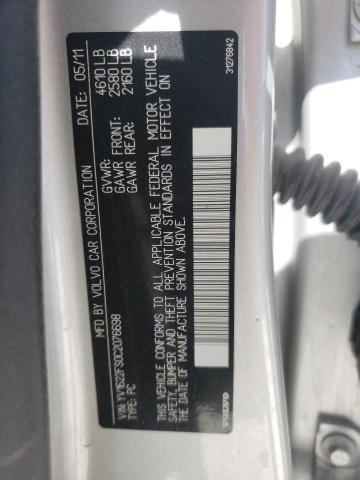 MFD BY VOLVO CAR CORPORATION DATE: 05/11
GVWR: 4610 LB
GAWR FRONT: 2580 LB
GAWR REAR: 2160 LB
VIN: YV1622FS0C2076698
TYPE: PC
THIS VEHICLE CONFORMS TO ALL APPLICABLE FEDERAL MOTOR VEHICLE
SAFETY, BUMPER AND THEFT PREVENTION STANDARDS IN EFFECT ON
DATE OF MANUFACTURE SHOWN ABOVE.
VOLVO 31276842